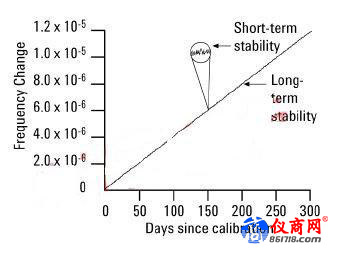 1.2 x 10⁻⁵
1.0 x 10⁻⁵
8.0 x 10⁻⁶
6.0 x 10⁻⁶
4.0 x 10⁻⁶
2.0 x 10⁻⁶
0
Frequency Change
Short-term
stability
Long-
term
stability
0 50 100 150 200 250 300
Days since calibration
仪商网
861718.com